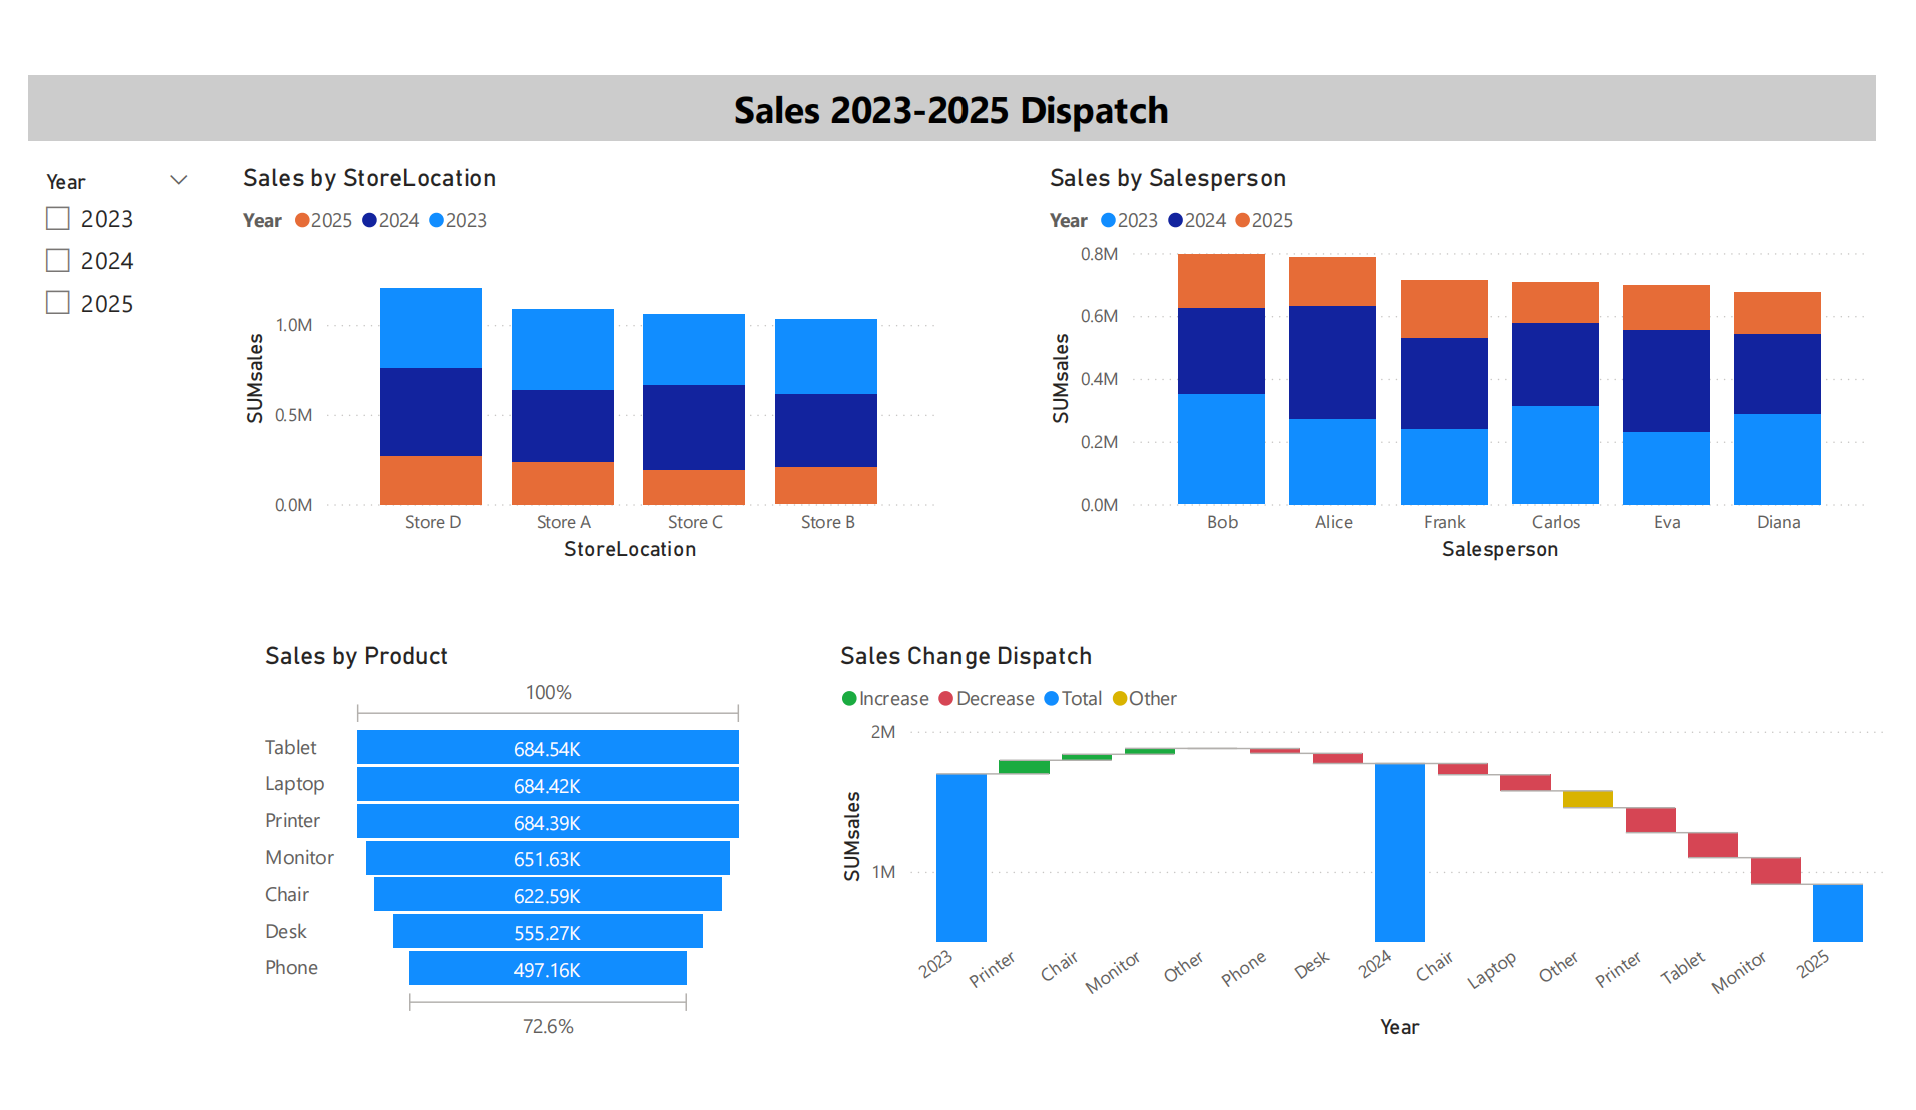 Sales 2023-2025 Dispatch
Year
2023
2024
2025
Sales by StoreLocation
Year 2025 2024 2023
SUMsales
1.0M
0.5M
0.0M
Store D Store A Store C Store B
StoreLocation
Sales by Salesperson
Year 2023 2024 2025
SUMsales
0.8M
0.6M
0.4M
0.2M
0.0M
Bob Alice Frank Carlos Eva Diana
Salesperson
Sales by Product
100%
Tablet 684.54K
Laptop 684.42K
Printer 684.39K
Monitor 651.63K
Chair 622.59K
Desk 555.27K
Phone 497.16K
72.6%
Sales Change Dispatch
Increase Decrease Total Other
SUMsales
2M
1M
2023 Printer Chair Monitor Other Phone Desk 2024 Chair Laptop Other Printer Tablet Monitor 2025
Year